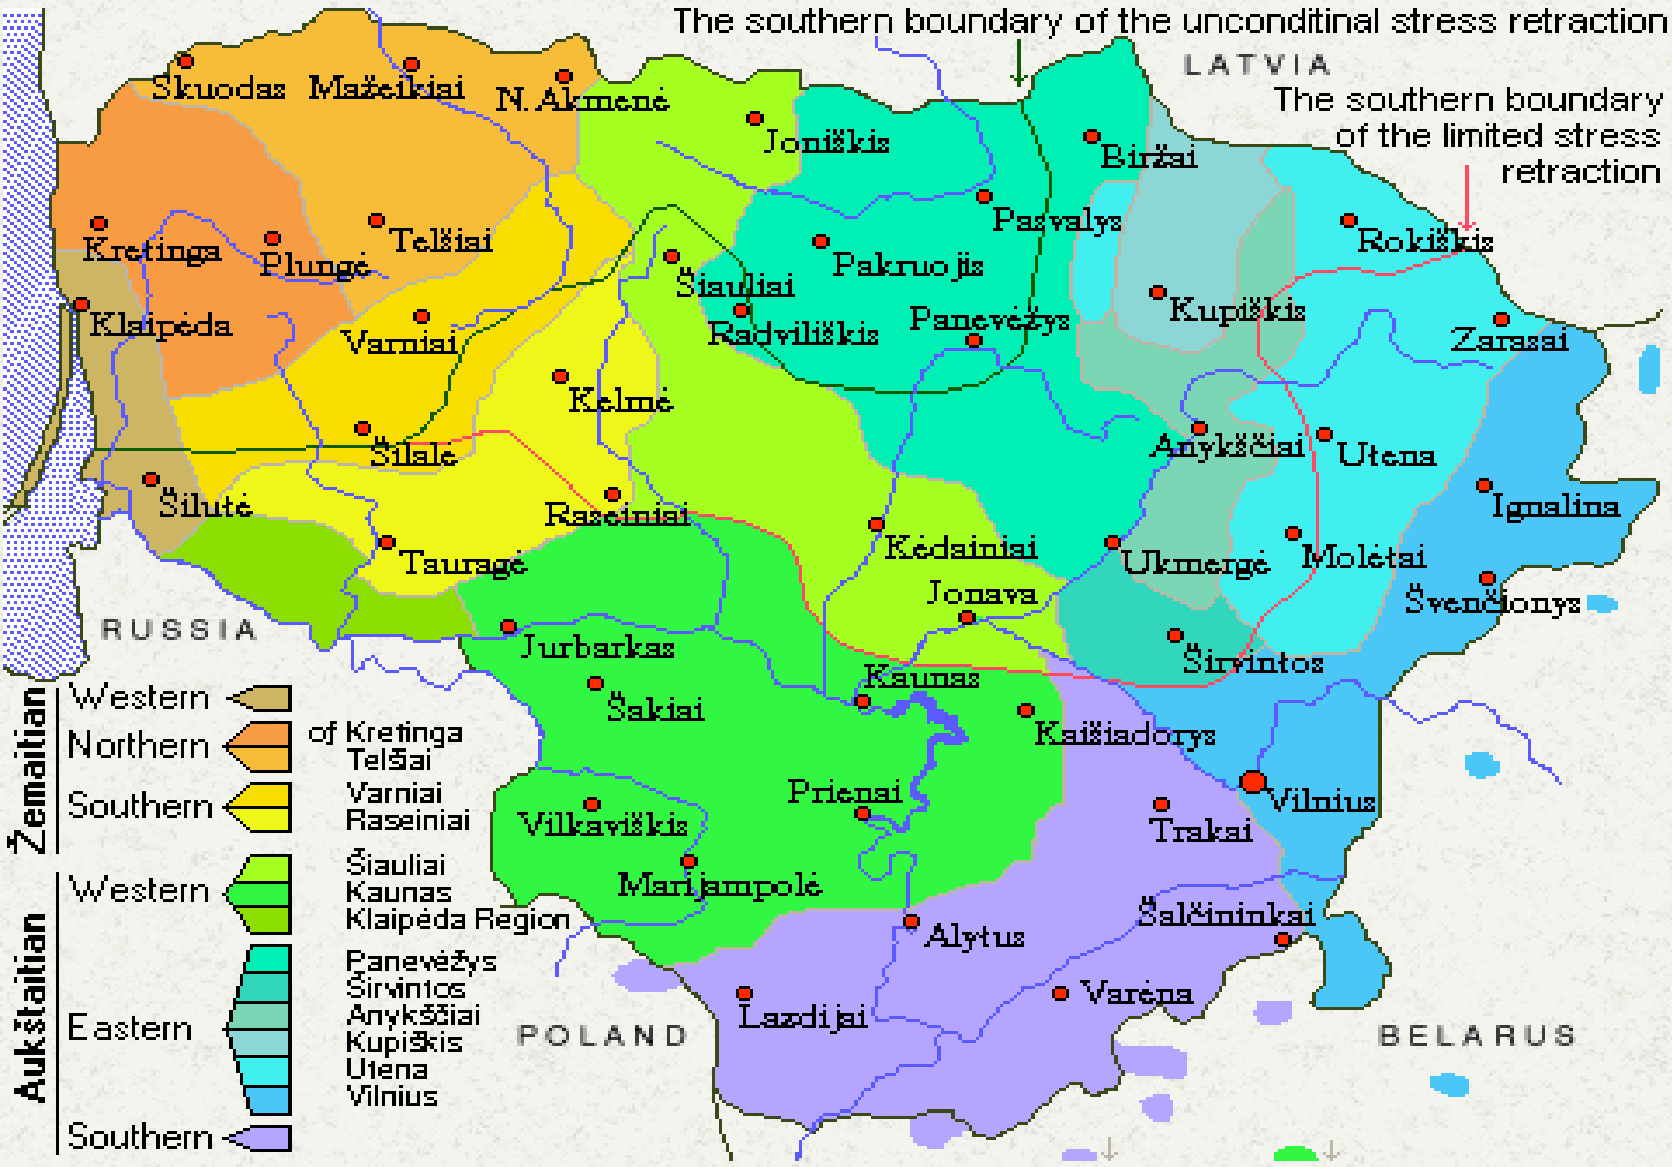 The southern boundary of the unconditinal stress retraction
LATVIA
The southern boundary
of the limited stress
retraction
Skuodas
Mažeikiai
N. Akmenė
Joniškis
Biržai
Pasvalys
Rokiškis
Kretinga
Plungė
Telšiai
Šiauliai
Pakruojis
Kupiškis
Klaipėda
Varniai
Radviliškis
Panevėžys
Zarasai
Kelmė
Šilalė
Anykščiai
Utena
Šilutė
Raseiniai
Ignalina
Tauragė
Kėdainiai
Ukmergė
Molėtai
Jonava
Švenčionys
RUSSIA
Jurbarkas
Širvintos
Kaunas
Šakiai
Kaišiadorys
Prienai
Vilnius
Vilkaviškis
Trakai
Marijampolė
Šalčininkai
Alytus
Lazdijai
Varėna
POLAND
BELARUS
Žemaitian
Western
Northern
of Kretinga
Telšiai
Southern
Varniai
Raseiniai
Aukštaitian
Western
Šiauliai
Kaunas
Klaipėda Region
Eastern
Panevėžys
Širvintos
Anykščiai
Kupiškis
Utena
Vilnius
Southern